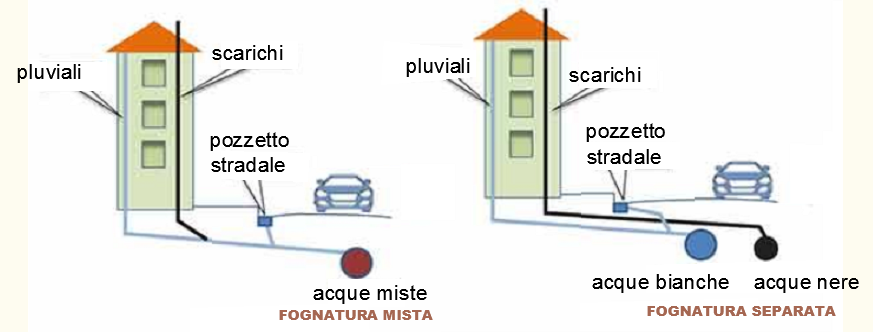 pluviali
scarichi
pozzetto
stradale
acque miste
FOGNATURA MISTA
pluviali
scarichi
pozzetto
stradale
acque bianche
acque nere
FOGNATURA SEPARATA